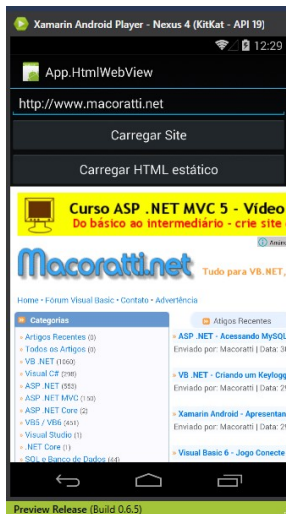 Xamarin Android Player - Nexus 4 (KitKat - API 19)
12:29
App.HtmlWebView
http://www.macoratti.net
Carregar Site
Carregar HTML estático
Curso ASP .NET MVC 5 - Vídeo
Do básico ao intermediário - crie site
Macoratti.net
Tudo para VB.NET,
Home • Fórum Visual Basic • Contato • Advertência
Categorias
Artigos Recentes (0)
Todos os Artigos (0)
VB .NET (1060)
Visual C# (298)
ASP .NET (553)
ASP .NET MVC (150)
ASP .NET Core (2)
VB5 / VB6 (451)
Visual Studio (1)
.NET Core (1)
SQL e Banco de Dados (44)
Atigos Recentes
ASP .NET - Acessando MySQL
Enviado por: Macoratti | Data:
VB .NET - Criando um Keylogg
Enviado por: Macoratti | Data: 29
Xamarin Android - Apresentan
Enviado por: Macoratti | Data: 29
Visual Basic 6 - Jogo Conecte
Preview Release (Build 0.6.5)